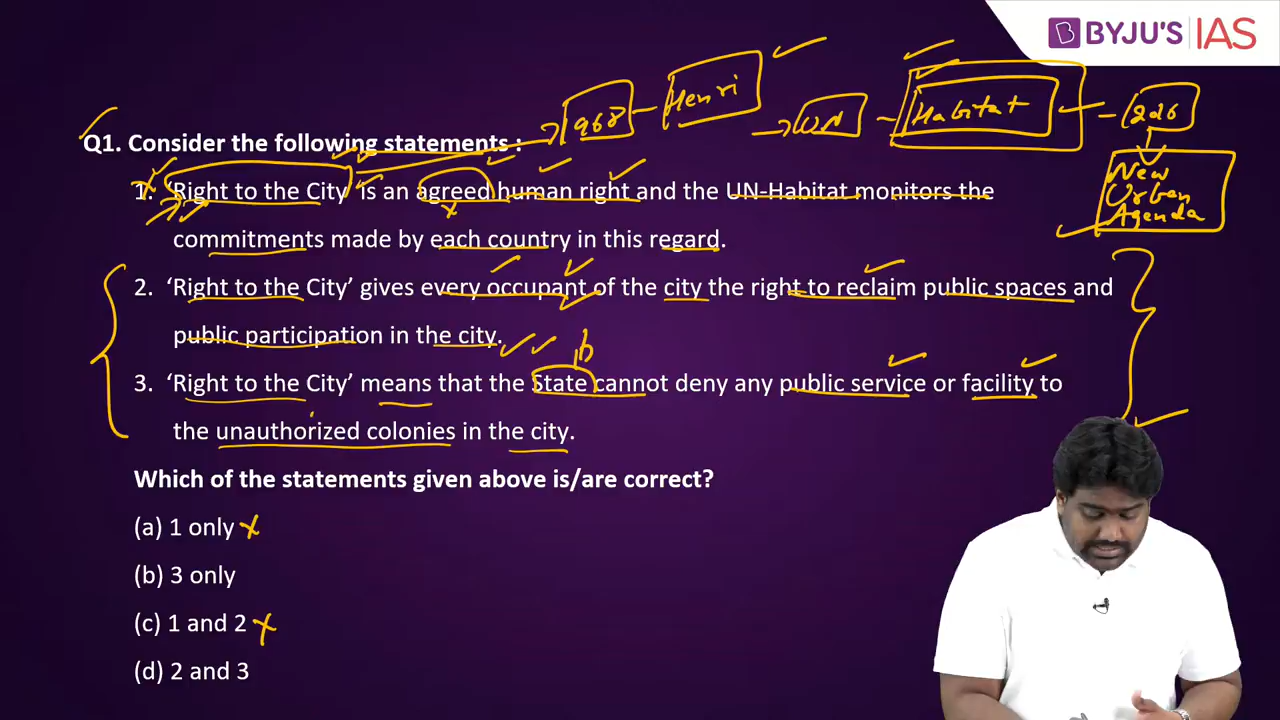 BYJU'S IAS
1968 Henri UN Habitat 2016
New
Urban
Agenda
Q1. Consider the following statements :
1. 'Right to the City' is an agreed human right and the UN-Habitat monitors the
commitments made by each country in this regard.
2. 'Right to the City' gives every occupant of the city the right to reclaim public spaces and
public participation in the city.
b
3. 'Right to the City' means that the State cannot deny any public service or facility to
the unauthorized colonies in the city.
Which of the statements given above is/are correct?
(a) 1 only
(b) 3 only
(c) 1 and 2
(d) 2 and 3